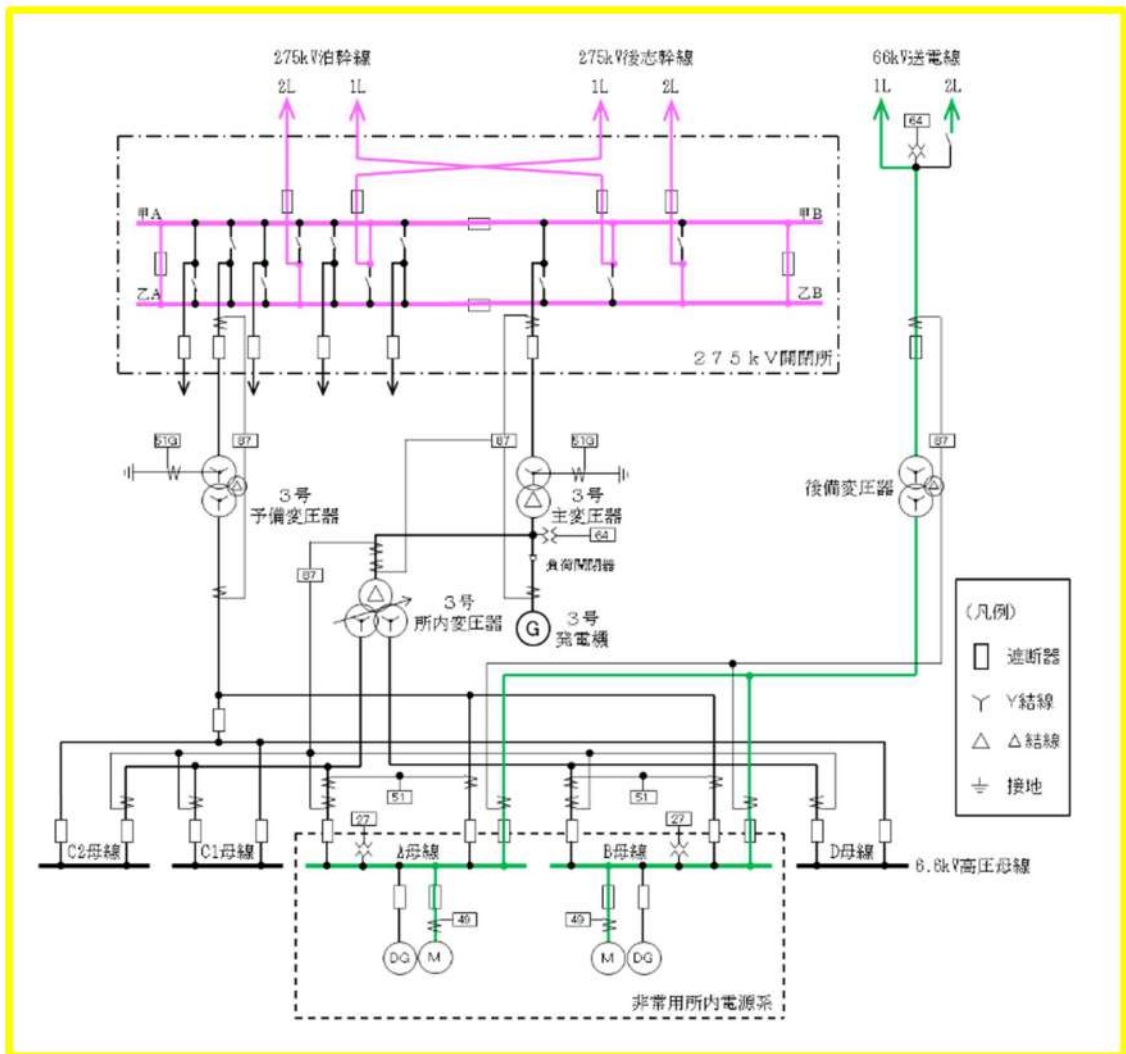 275kV泊幹線
275kV後志幹線
66kV送電線
2L
1L
1L
2L
1L
2L
64
甲A
甲B
乙A
乙B
275kV開閉所
51G
87
87
51G
87
3号
予備変圧器
3号
主変圧器
後備変圧器
64
負荷開閉器
87
3号
所内変圧器
G
3号
発電機
(凡例)
遮断器
Y結線
Δ結線
接地
51
51
27
27
C2母線
C1母線
A母線
B母線
D母線
6.6kV高圧母線
49
49
DG
M
M
DG
非常用所内電源系